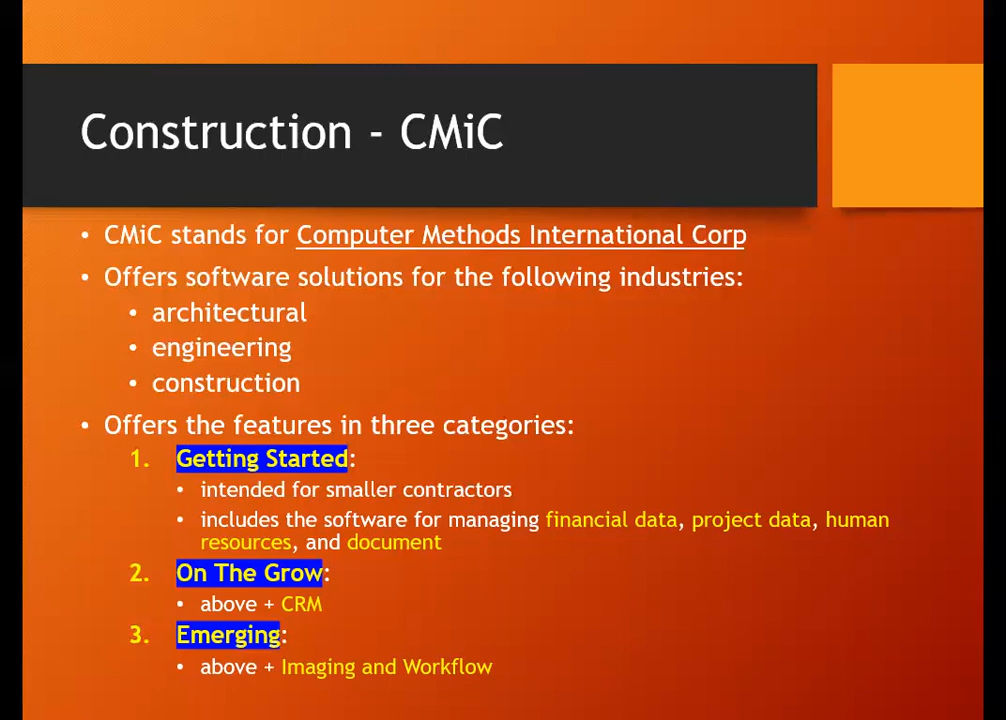 Construction - CMiC
• CMiC stands for Computer Methods International Corp
• Offers software solutions for the following industries:
• architectural
• engineering
• construction
• Offers the features in three categories:
1. Getting Started:
• intended for smaller contractors
• includes the software for managing financial data, project data, human
resources, and document
2. On The Grow:
• above + CRM
3. Emerging:
• above + Imaging and Workflow